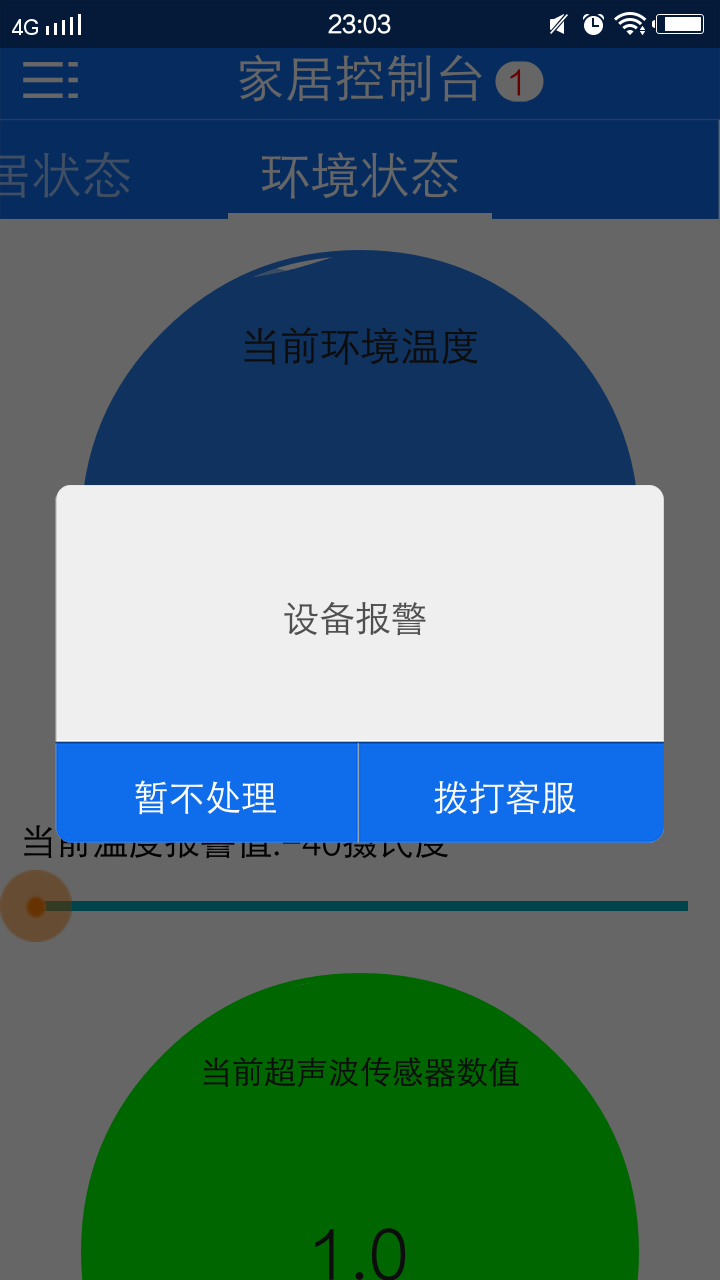 4G 23:03
家居控制台 1
居状态 环境状态
当前环境温度
设备报警
暂不处理 拨打客服
当前温度报警值:-40摄氏度
当前超声波传感器数值
1.0